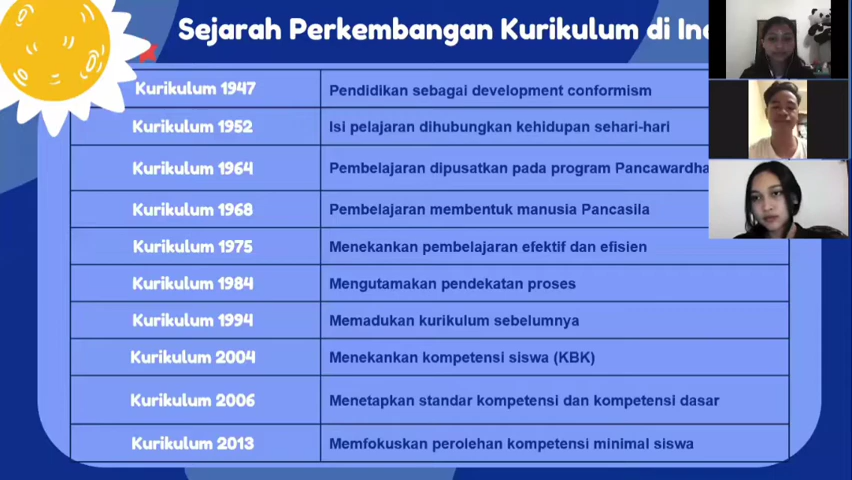 Sejarah Perkembangan Kurikulum di
Kurikulum 1947 Pendidikan sebagai development conformism
Kurikulum 1952 Isi pelajaran dihubungkan kehidupan sehari-hari
Kurikulum 1964 Pembelajaran dipusatkan pada program Pancawardha
Kurikulum 1968 Pembelajaran membentuk manusia Pancasila
Kurikulum 1975 Menekankan pembelajaran efektif dan efisien
Kurikulum 1984 Mengutamakan pendekatan proses
Kurikulum 1994 Memadukan kurikulum sebelumnya
Kurikulum 2004 Menekankan kompetensi siswa (KBK)
Kurikulum 2006 Menetapkan standar kompetensi dan kompetensi dasar
Kurikulum 2013 Memfokuskan perolehan kompetensi minimal siswa